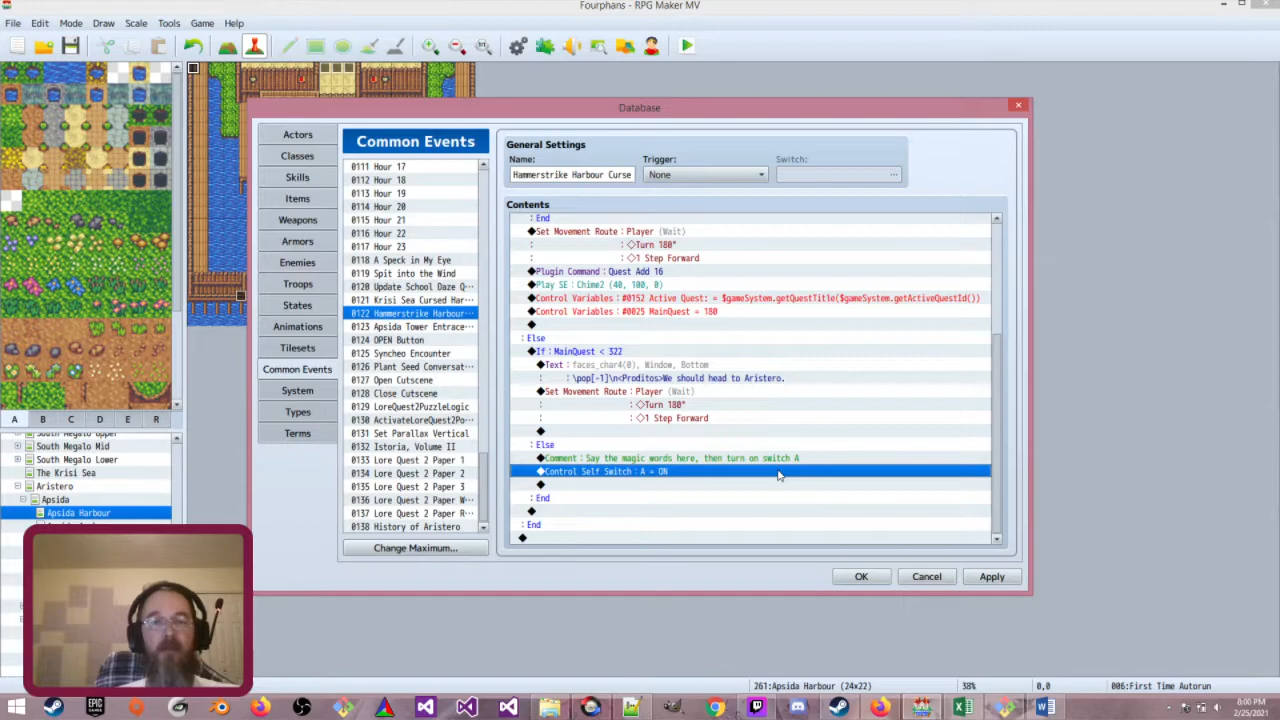 Fourphans - RPG Maker MV
File Edit Mode Draw Scale Tools Game Help
Database
Actors
Classes
Skills
Items
Weapons
Armors
Enemies
Troops
States
Animations
Tilesets
Common Events
System
Types
Terms
Common Events
0111 Hour 17
0112 Hour 18
0113 Hour 19
0114 Hour 20
0115 Hour 21
0116 Hour 22
0117 Hour 23
0118 A Speck in My Eye
0119 Spit into the Wind
0120 Update School Daze Q···
0121 Krisi Sea Cursed Har···
0122 Hammerstrike Harbour···
0123 Apsida Tower Entrace···
0124 OPEN Button
0125 Syncheo Encounter
0126 Plant Seed Conversat···
0127 Open Cutscene
0128 Close Cutscene
0129 LoreQuest2PuzzleLogic
0130 ActivateLoreQuest2Po···
0131 Set Parallax Vertical
0132 Istoria, Volume II
0133 Lore Quest 2 Paper 1
0134 Lore Quest 2 Paper 2
0135 Lore Quest 2 Paper 3
0136 Lore Quest 2 Paper W···
0137 Lore Quest 2 Paper R···
0138 History of Aristero
Change Maximum...
General Settings
Name: Trigger: Switch:
Hammerstrike Harbour Curse None ...
Contents
: End
◆Set Movement Route : Player (Wait)
: : ◇Turn 180°
: : ◇1 Step Forward
◆Plugin Command : Quest Add 16
◆Play SE : Chime2 (40, 100, 0)
◆Control Variables : #0152 Active Quest: = $gameSystem.getQuestTitle($gameSystem.getActiveQuestId())
◆Control Variables : #0025 MainQuest = 180
◆
: Else
◆If : MainQuest < 322
◆Text : faces_char4(0), Window, Bottom
: : \pop[-1]\n<Proditos>We should head to Aristero.
◆Set Movement Route : Player (Wait)
: : ◇Turn 180°
: : ◇1 Step Forward
◆
: Else
◆Comment : Say the magic words here, then turn on switch A
◆Control Self Switch : A = ON
◆
: End
◆
: End
◆
OK Cancel Apply
A B C D E R
South Megalo Upper
South Megalo Mid
South Megalo Lower
The Krisi Sea
Aristero
Apsida
Apsida Harbour
261:Apsida Harbour (24x22) 38% 0,0 006:First Time Autorun
EPIC GAMES
8:00 PM
2/25/2021